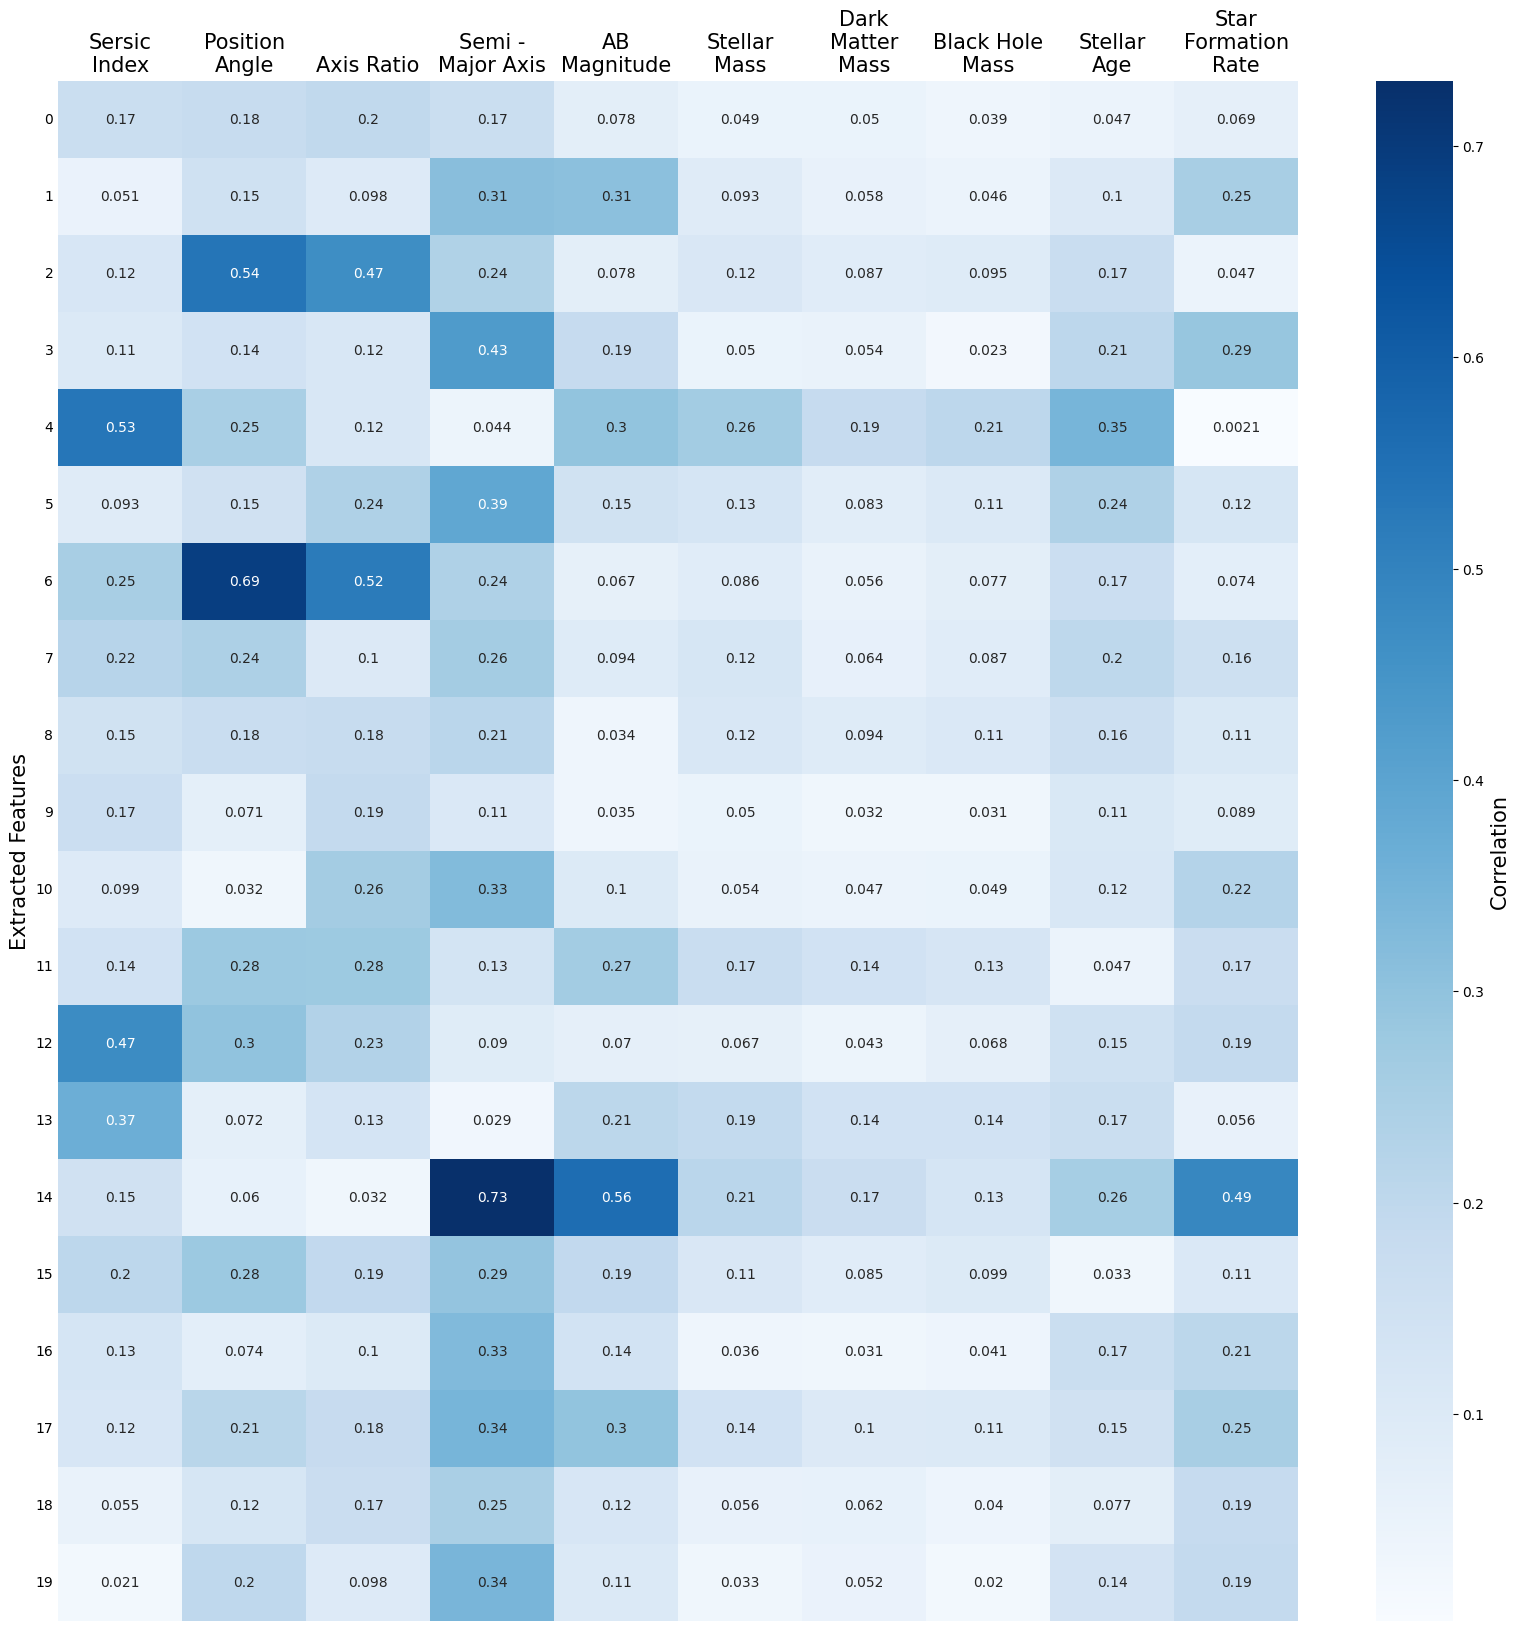 Sersic
Index
Position
Angle
Axis Ratio
Semi -
Major Axis
AB
Magnitude
Stellar
Mass
Dark
Matter
Mass
Black Hole
Mass
Stellar
Age
Star
Formation
Rate
0 0.17 0.18 0.2 0.17 0.078 0.049 0.05 0.039 0.047 0.069
1 0.051 0.15 0.098 0.31 0.31 0.093 0.058 0.046 0.1 0.25
2 0.12 0.54 0.47 0.24 0.078 0.12 0.087 0.095 0.17 0.047
3 0.11 0.14 0.12 0.43 0.19 0.05 0.054 0.023 0.21 0.29
4 0.53 0.25 0.12 0.044 0.3 0.26 0.19 0.21 0.35 0.0021
5 0.093 0.15 0.24 0.39 0.15 0.13 0.083 0.11 0.24 0.12
6 0.25 0.69 0.52 0.24 0.067 0.086 0.056 0.077 0.17 0.074
7 0.22 0.24 0.1 0.26 0.094 0.12 0.064 0.087 0.2 0.16
8 0.15 0.18 0.18 0.21 0.034 0.12 0.094 0.11 0.16 0.11
9 0.17 0.071 0.19 0.11 0.035 0.05 0.032 0.031 0.11 0.089
10 0.099 0.032 0.26 0.33 0.1 0.054 0.047 0.049 0.12 0.22
11 0.14 0.28 0.28 0.13 0.27 0.17 0.14 0.13 0.047 0.17
12 0.47 0.3 0.23 0.09 0.07 0.067 0.043 0.068 0.15 0.19
13 0.37 0.072 0.13 0.029 0.21 0.19 0.14 0.14 0.17 0.056
14 0.15 0.06 0.032 0.73 0.56 0.21 0.17 0.13 0.26 0.49
15 0.2 0.28 0.19 0.29 0.19 0.11 0.085 0.099 0.033 0.11
16 0.13 0.074 0.1 0.33 0.14 0.036 0.031 0.041 0.17 0.21
17 0.12 0.21 0.18 0.34 0.3 0.14 0.1 0.11 0.15 0.25
18 0.055 0.12 0.17 0.25 0.12 0.056 0.062 0.04 0.077 0.19
19 0.021 0.2 0.098 0.34 0.11 0.033 0.052 0.02 0.14 0.19
Extracted Features
0.7
0.6
0.5
0.4
0.3
0.2
0.1
Correlation